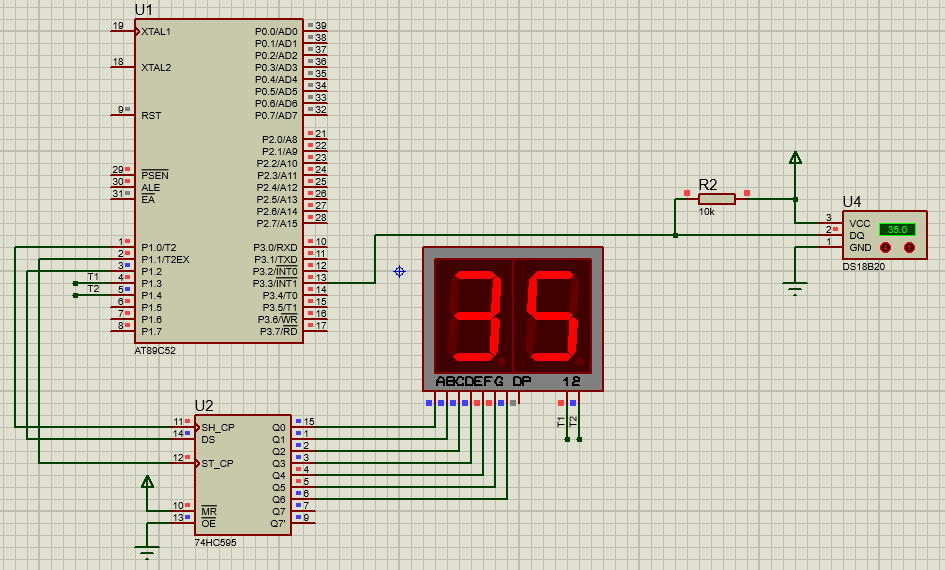 U1
19 XTAL1 P0.0/AD0 39
P0.1/AD1 38
P0.2/AD2 37
18 XTAL2 P0.3/AD3 36
P0.4/AD4 35
P0.5/AD5 34
P0.6/AD6 33
9 RST P0.7/AD7 32
P2.0/A8 21
P2.1/A9 22
P2.2/A10 23
29 PSEN P2.3/A11 24
30 ALE P2.4/A12 25
31 EA P2.5/A13 26
P2.6/A14 27
P2.7/A15 28
1 P1.0/T2 P3.0/RXD 10
2 P1.1/T2EX P3.1/TXD 11
3 P1.2 P3.2/INT0 12
T1 4 P1.3 P3.3/INT1 13
T2 5 P1.4 P3.4/T0 14
6 P1.5 P3.5/T1 15
7 P1.6 P3.6/WR 16
8 P1.7 P3.7/RD 17
AT89C52
R2
10k
U4
3 VCC 35.0
2 DQ
1 GND
DS18B20
35
ABCDEFG DP 12
T1 T2
U2
11 SH_CP Q0 15
14 DS Q1 1
Q2 2
12 ST_CP Q3 3
Q4 4
Q5 5
Q6 6
10 MR Q7 7
13 OE Q7' 9
74HC595